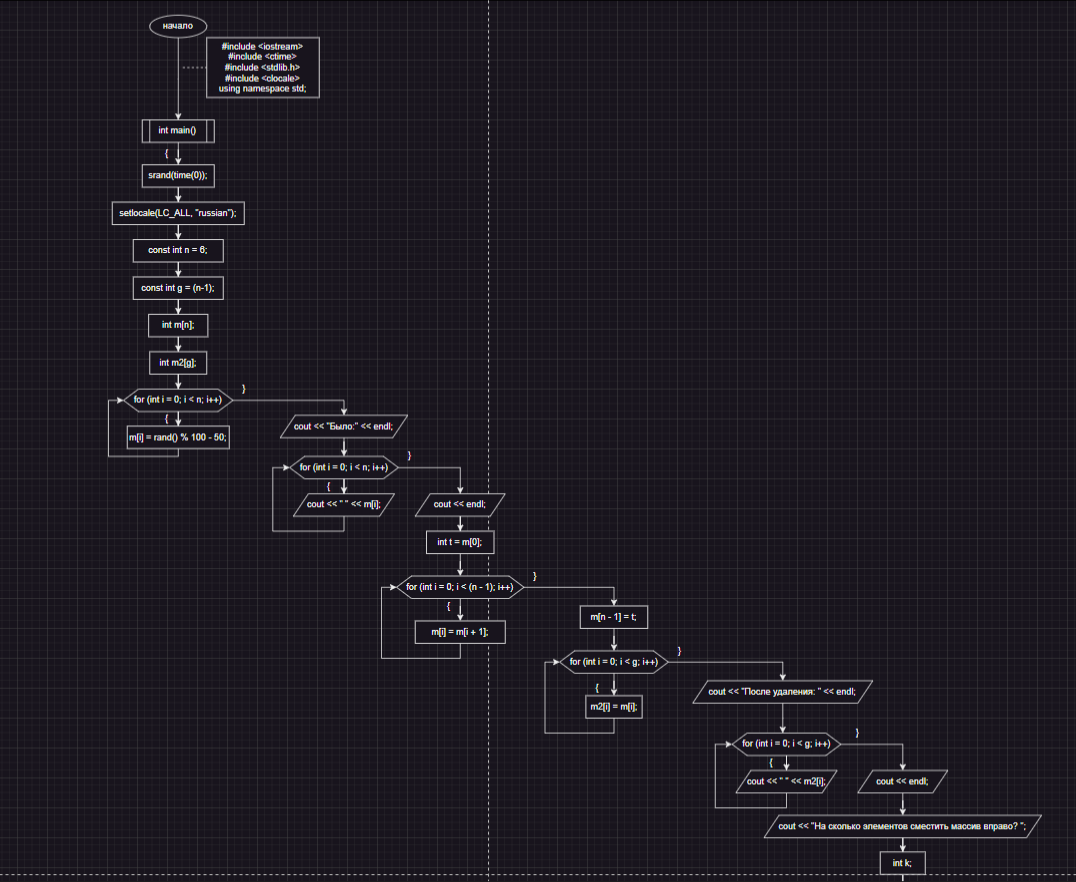 начало
#include <iostream>
#include <ctime>
#include <stdlib.h>
#include <clocale>
using namespace std;
int main()
{
srand(time(0));
setlocale(LC_ALL, "russian");
const int n = 6;
const int g = (n-1);
int m[n];
int m2[g];
for (int i = 0; i < n; i++)
}
{
m[i] = rand() % 100 - 50;
cout << "Было:" << endl;
for (int i = 0; i < n; i++)
}
{
cout << " " << m[i];
cout << endl;
int t = m[0];
for (int i = 0; i < (n - 1); i++)
}
{
m[i] = m[i + 1];
m[n - 1] = t;
for (int i = 0; i < g; i++)
}
{
m2[i] = m[i];
cout << "После удаления: " << endl;
for (int i = 0; i < g; i++)
}
{
cout << " " << m2[i];
cout << endl;
cout << "На сколько элементов сместить массив вправо? ";
int k;